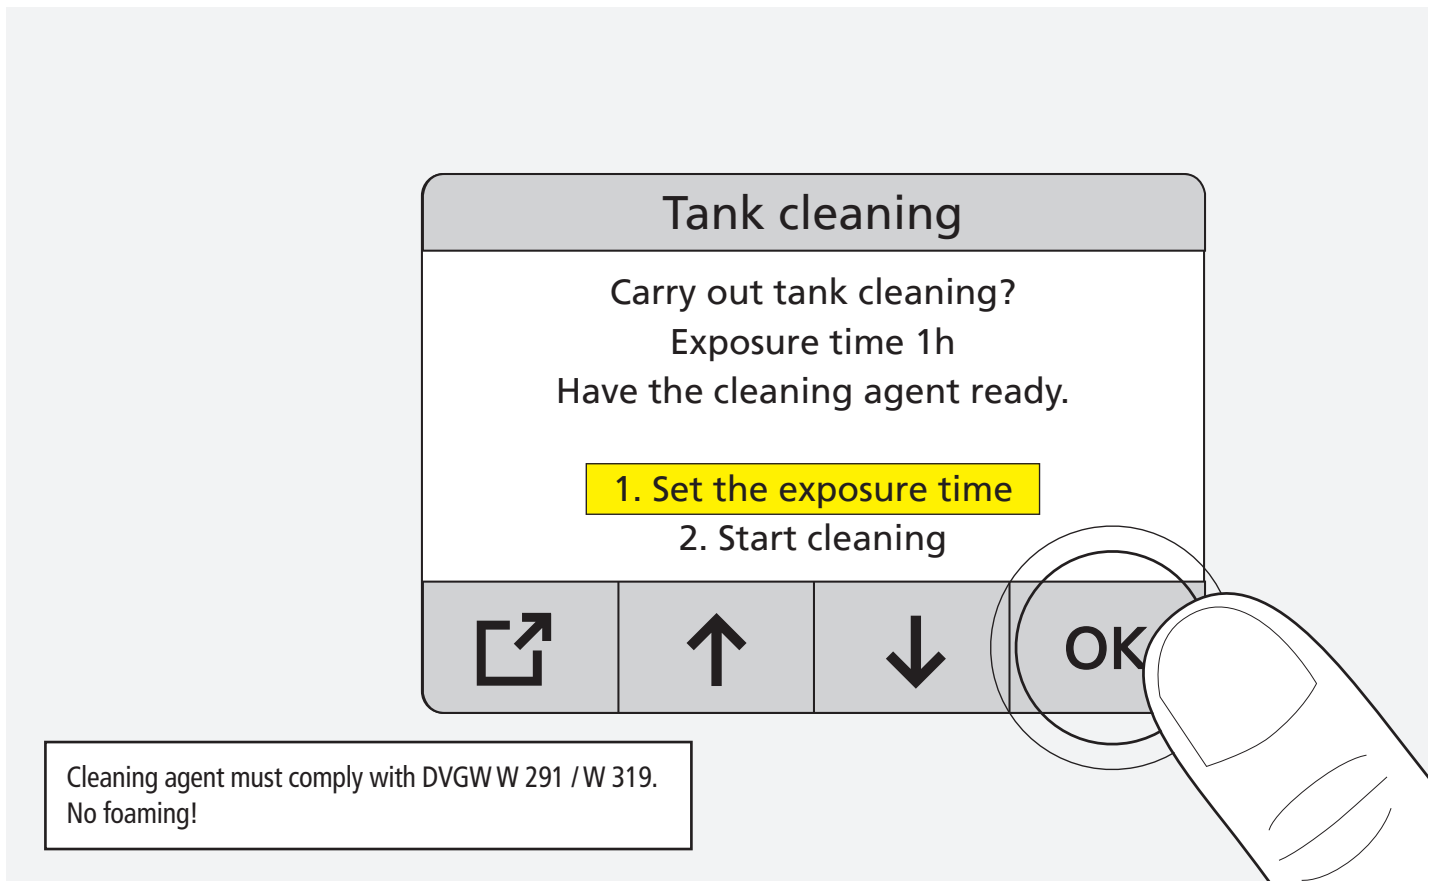 Tank cleaning
Carry out tank cleaning?
Exposure time 1h
Have the cleaning agent ready.
1. Set the exposure time
2. Start cleaning
OK
Cleaning agent must comply with DVGW W 291 / W 319.
No foaming!